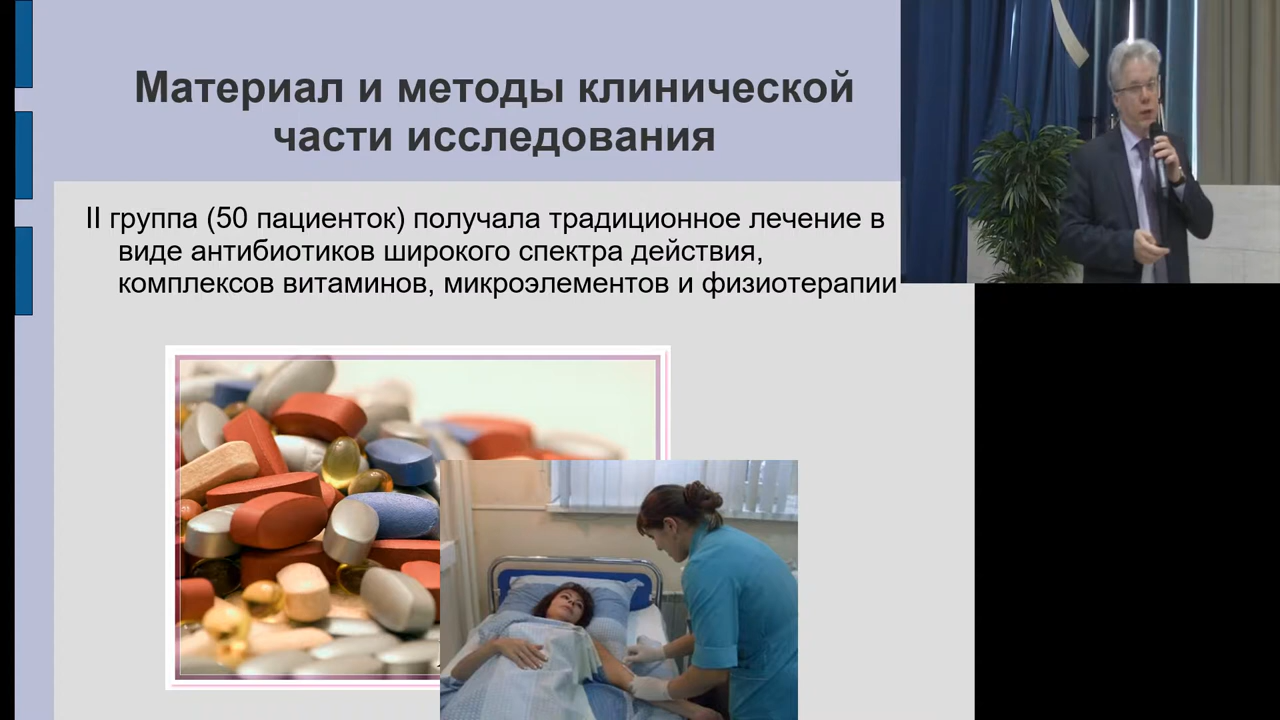 Материал и методы клинической
части исследования
II группа (50 пациенток) получала традиционное лечение в
виде антибиотиков широкого спектра действия,
комплексов витаминов, микроэлементов и физиотерапии